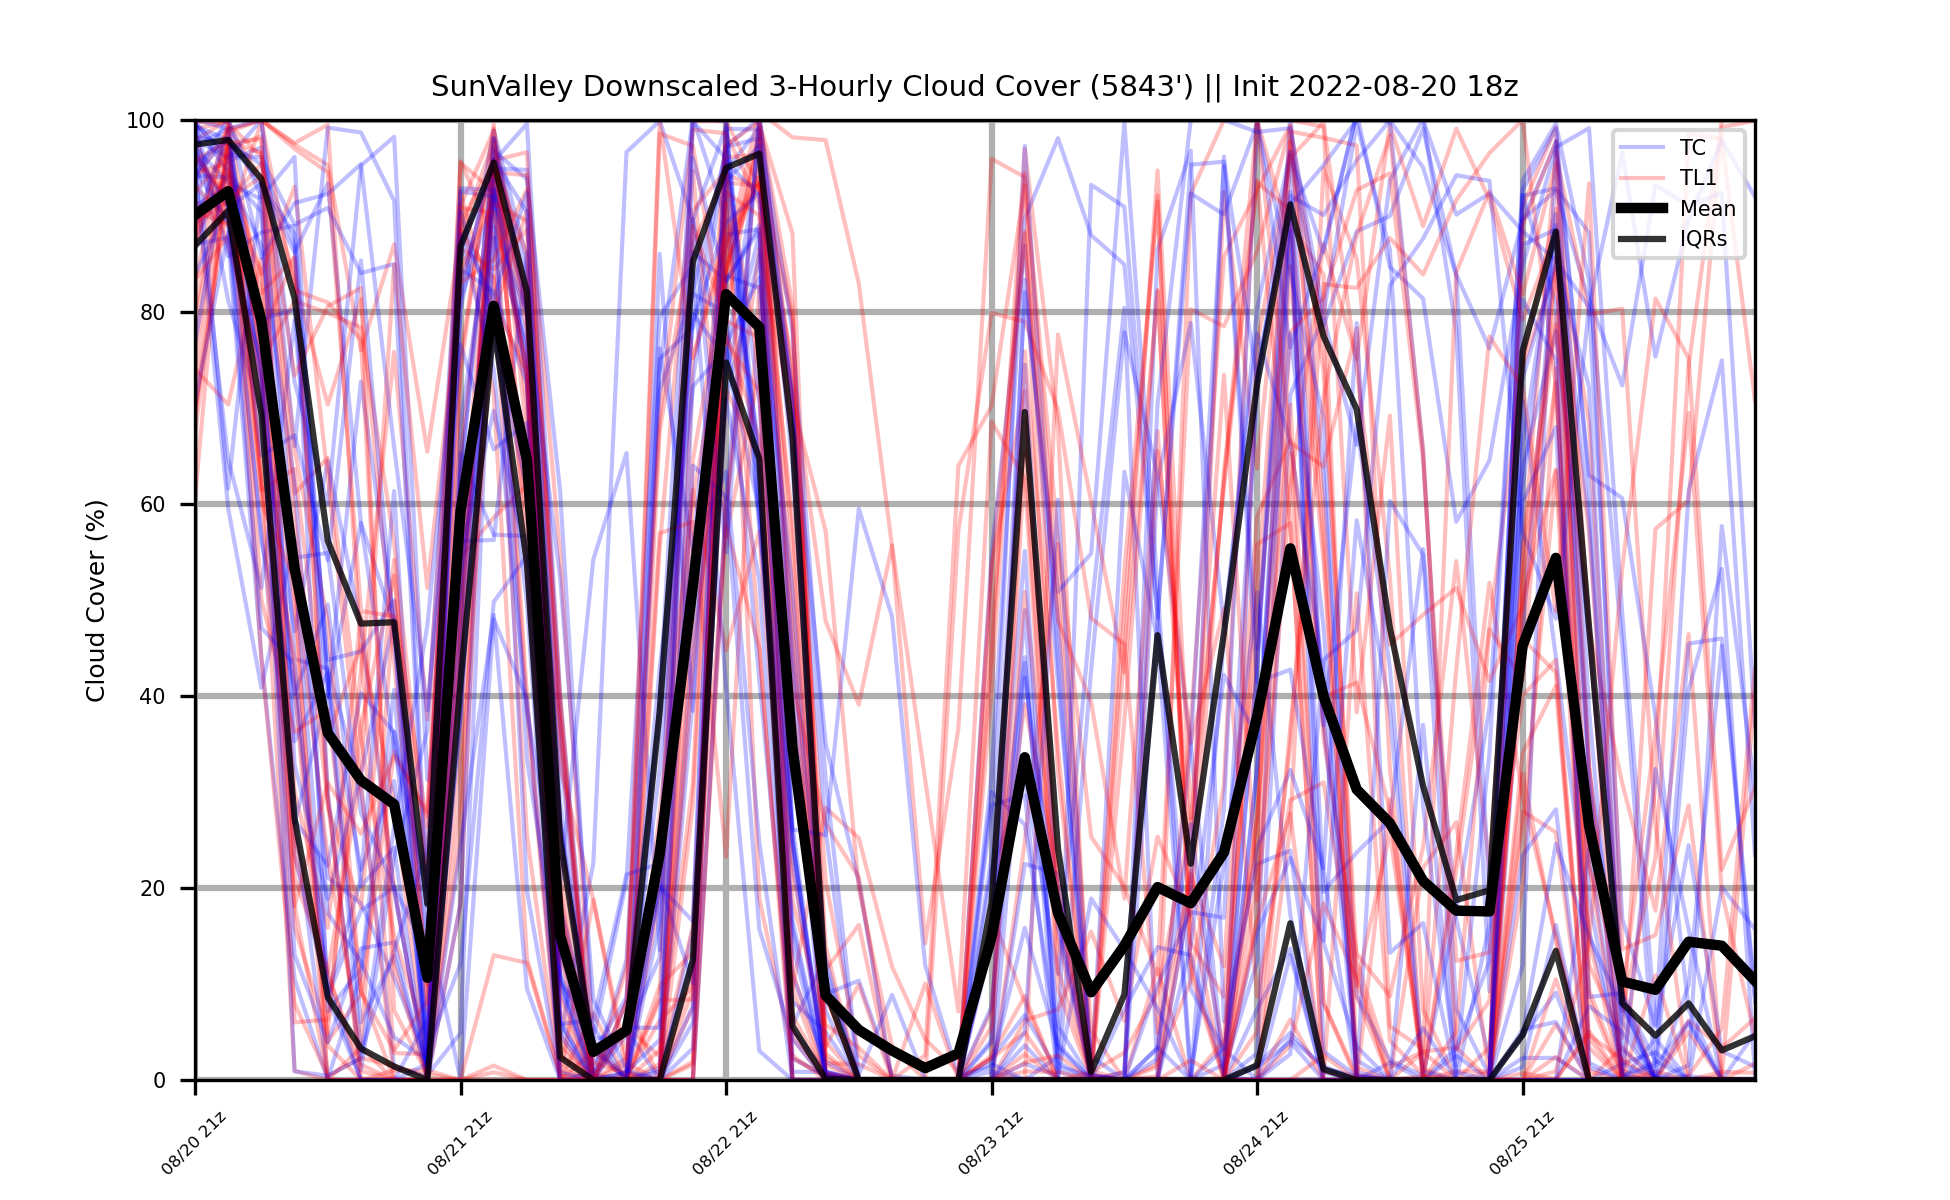 SunValley Downscaled 3-Hourly Cloud Cover (5843') || Init 2022-08-20 18z
Cloud Cover (%)
100
80
60
40
20
0
TC
TL1
Mean
IQRs
08/20 21z
08/21 21z
08/22 21z
08/23 21z
08/24 21z
08/25 21z